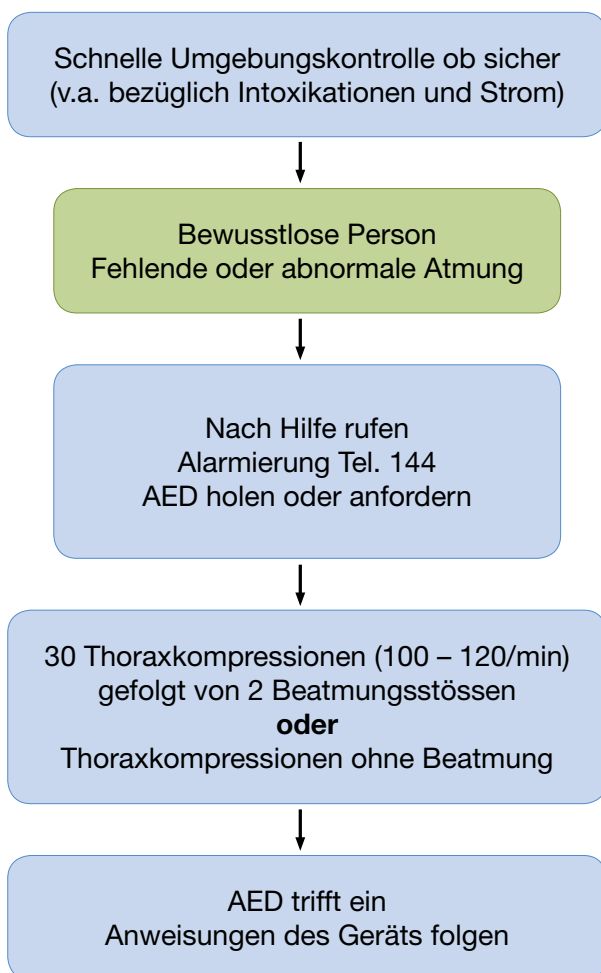 Schnelle Umgebungskontrolle ob sicher
(v.a. bezüglich Intoxikationen und Strom)
Bewusstlose Person
Fehlende oder abnormale Atmung
Nach Hilfe rufen
Alarmierung Tel. 144
AED holen oder anfordern
30 Thoraxkompressionen (100 – 120/min)
gefolgt von 2 Beatmungsstössen
oder
Thoraxkompressionen ohne Beatmung
AED trifft ein
Anweisungen des Geräts folgen